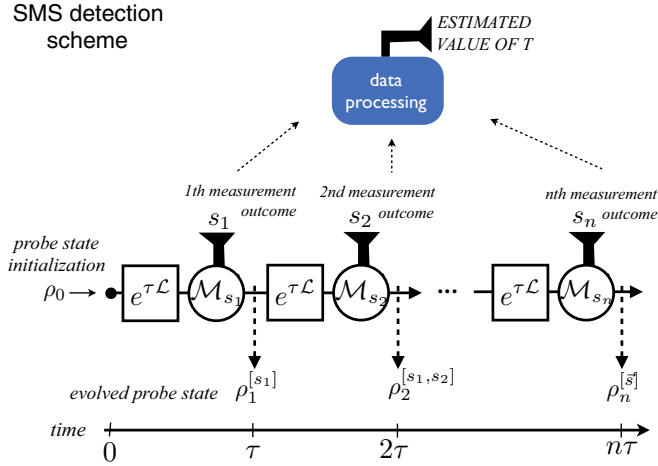 SMS detection
scheme
ESTIMATED
VALUE OF T
data
processing
1th measurement
outcome
2nd measurement
outcome
nth measurement
outcome
s₁
s₂
sₙ
probe state
initialization
ρ₀
e^{τℒ}
ℳ_{s₁}
e^{τℒ}
ℳ_{s₂}
...
e^{τℒ}
ℳ_{sₙ}
evolved probe state
ρ₁^{[s₁]}
ρ₂^{[s₁,s₂]}
ρₙ^{[s⃗]}
time
0
τ
2τ
nτ